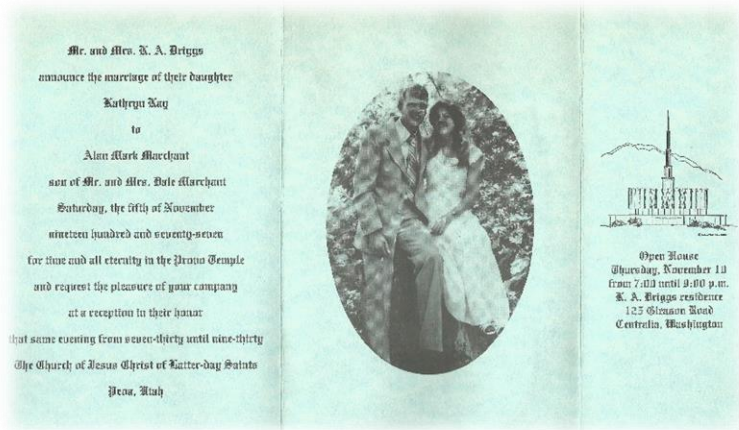 Mr. and Mrs. K. A. Briggs
announce the marriage of their daughter
Kathryn Kay
to
Alan Mark Marchant
son of Mr. and Mrs. Dale Marchant
Saturday, the fifth of November
nineteen hundred and seventy-seven
for time and all eternity in the Provo Temple
and request the pleasure of your company
at a reception in their honor
that same evening from seven-thirty until nine-thirty
The Church of Jesus Christ of Latter-day Saints
Peoa, Utah
Open House
Thursday, November 10
from 7:00 until 9:00 p.m.
K. A. Briggs residence
125 Gleason Road
Centralia, Washington